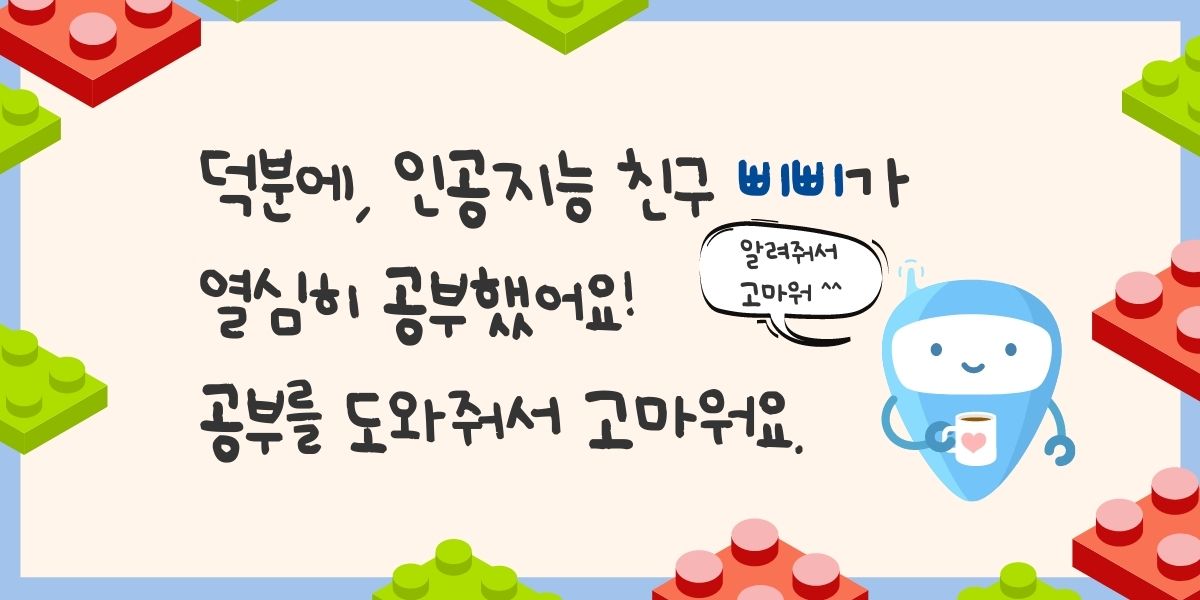 덕분에, 인공지능 친구 삐삐가
알려줘서
고마워 ^^
열심히 공부했어요!
공부를 도와줘서 고마워요.